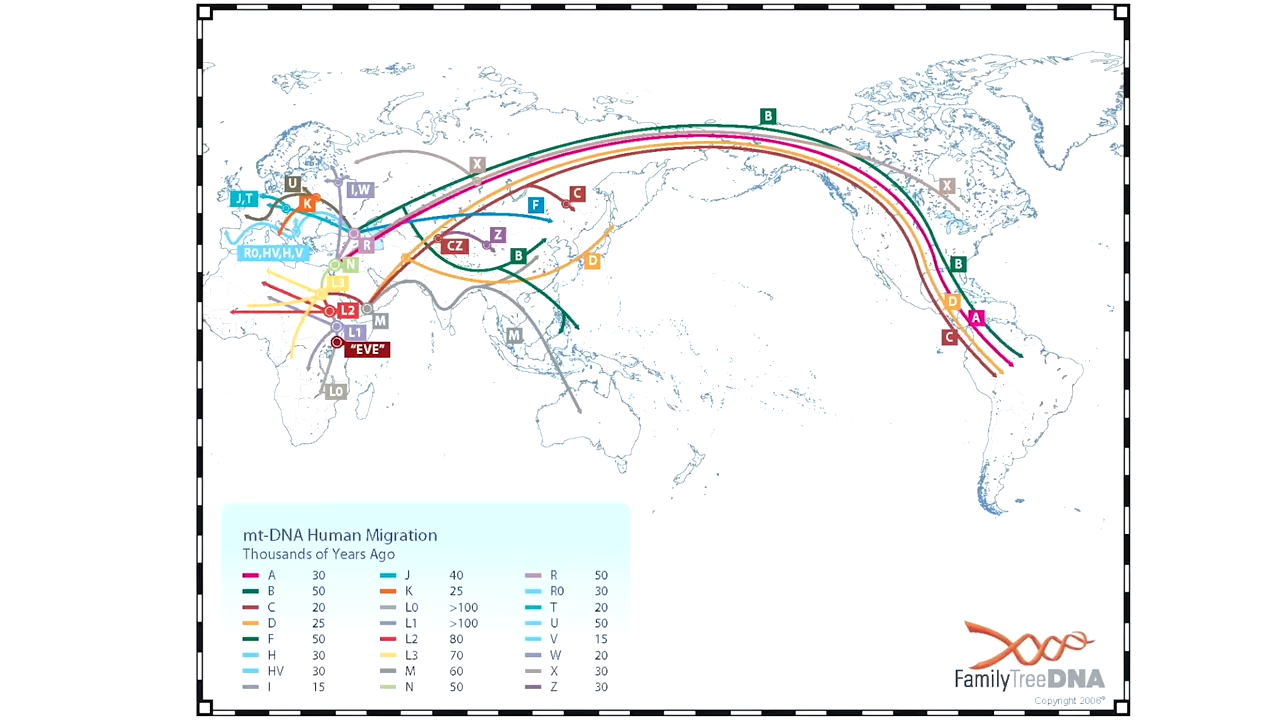 B
X
X
U
I,W
J,T
K
C
F
R
CZ
Z
R0,HV,H,V
B
D
N
B
L3
D
L2
M
A
L1
M
C
"EVE"
L0
mt-DNA Human Migration
Thousands of Years Ago
A 30 J 40 R 50
B 50 K 25 R0 30
C 20 L0 >100 T 20
D 25 L1 >100 U 50
F 50 L2 80 V 15
H 30 L3 70 W 20
HV 30 M 60 X 30
I 15 N 50 Z 30
FamilyTreeDNA
Copyright 2006©